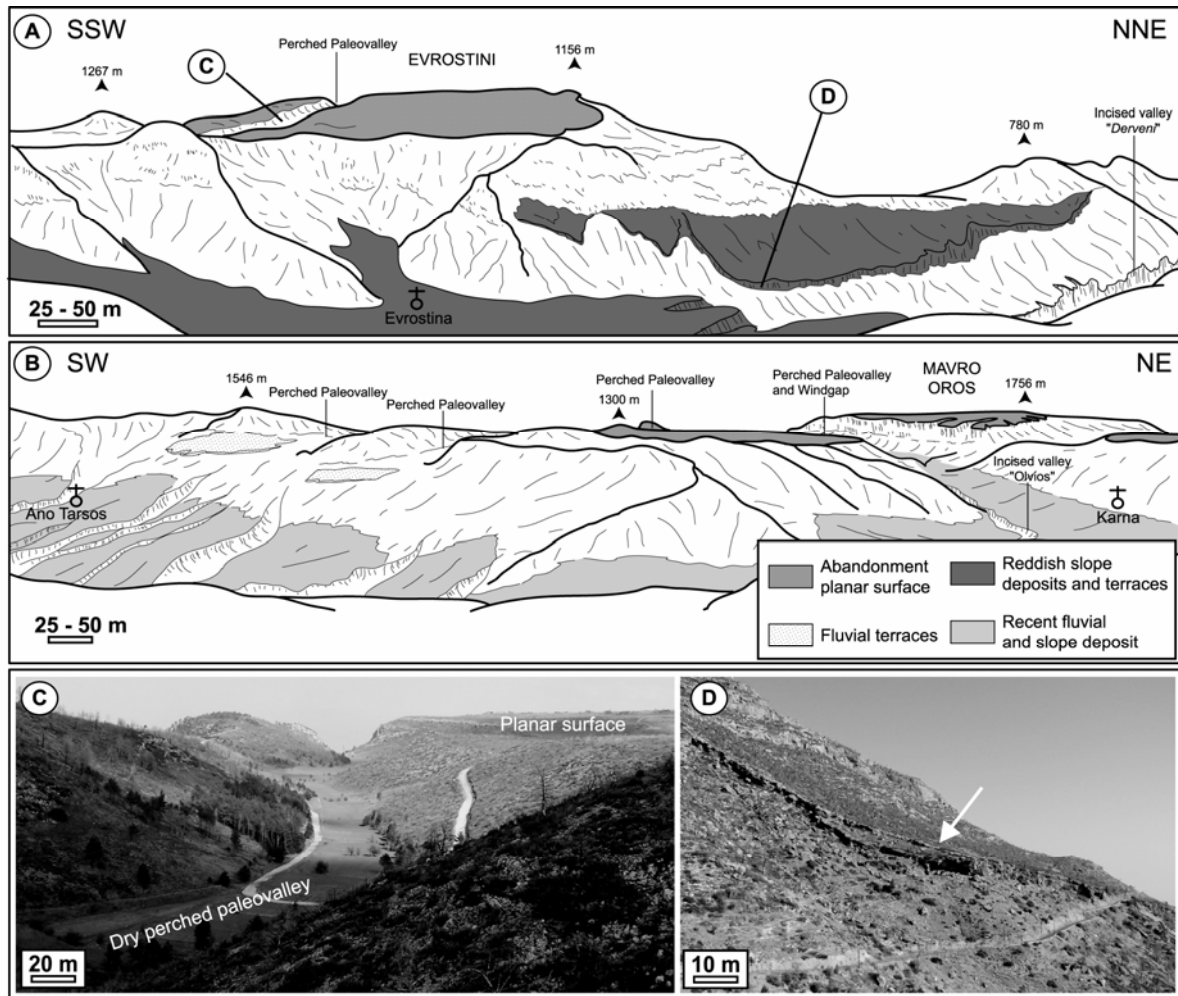 A
SSW
NNE
Perched Paleovalley
EVROSTINI
1156 m
1267 m
C
D
Incised valley
"Derveni"
780 m
Evrostina
25 - 50 m
B
SW
NE
MAVRO
OROS
1546 m
Perched Paleovalley
Perched Paleovalley
Perched Paleovalley
1300 m
Perched Paleovalley
and Windgap
1756 m
Incised valley
"Olvios"
Ano Tarsos
Karna
25 - 50 m
Abandonment
planar surface
Reddish slope
deposits and terraces
Fluvial terraces
Recent fluvial
and slope deposit
C
Planar surface
Dry perched paleovalley
20 m
D
10 m